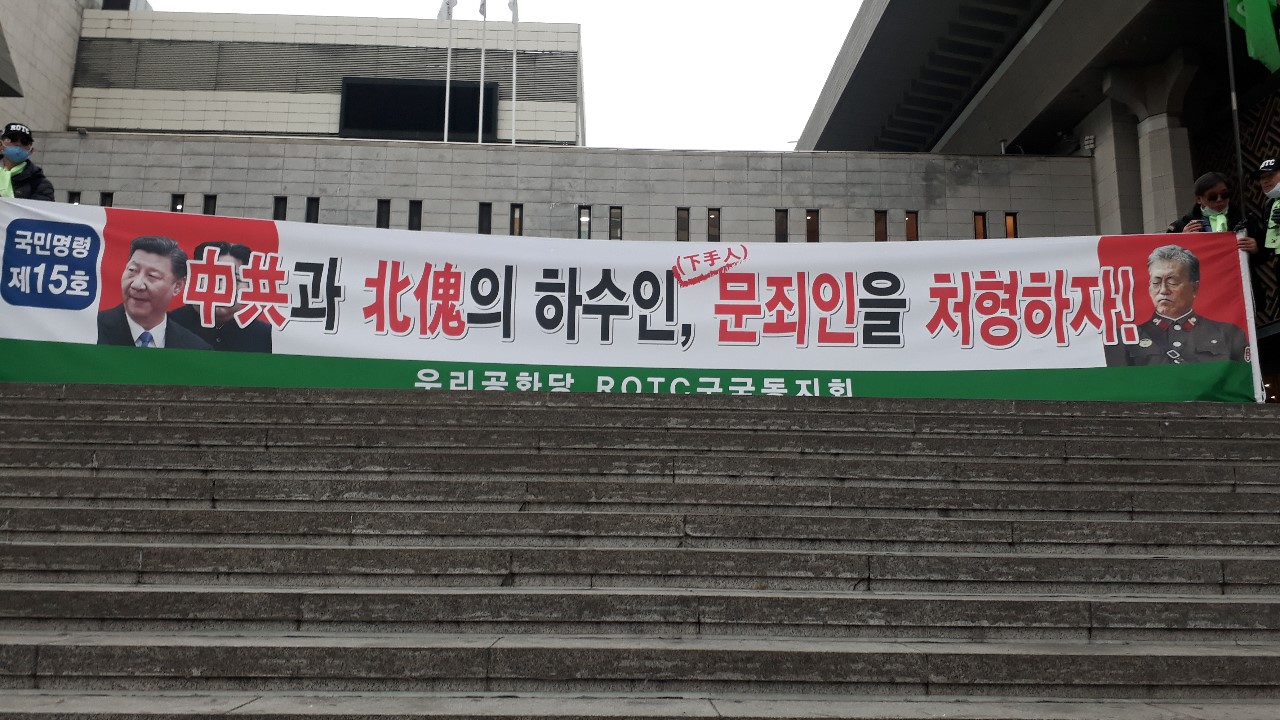 ROTC
국민명령
제15호
中共과 北傀의 하수인, 문죄인을 처형하자!
(下手人)
우리공화당 ROTC구국동지회
ROTC